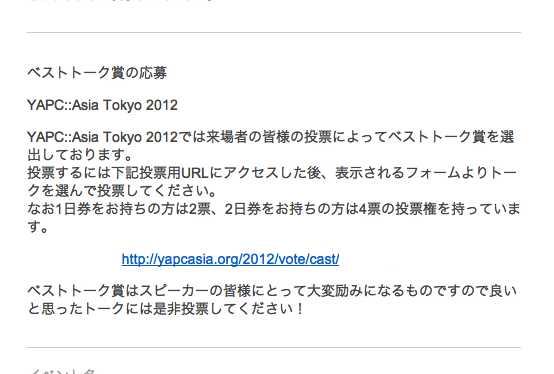 ベストトーク賞の応募
YAPC::Asia Tokyo 2012
YAPC::Asia Tokyo 2012では来場者の皆様の投票によってベストトーク賞を選
出しております。
投票するには下記投票用URLにアクセスした後、表示されるフォームよりトー
クを選んで投票してください。
なお1日券をお持ちの方は2票、2日券をお持ちの方は4票の投票権を持っていま
す。
http://yapcasia.org/2012/vote/cast/
ベストトーク賞はスピーカーの皆様にとって大変励みになるものですので良い
と思ったトークには是非投票してください！